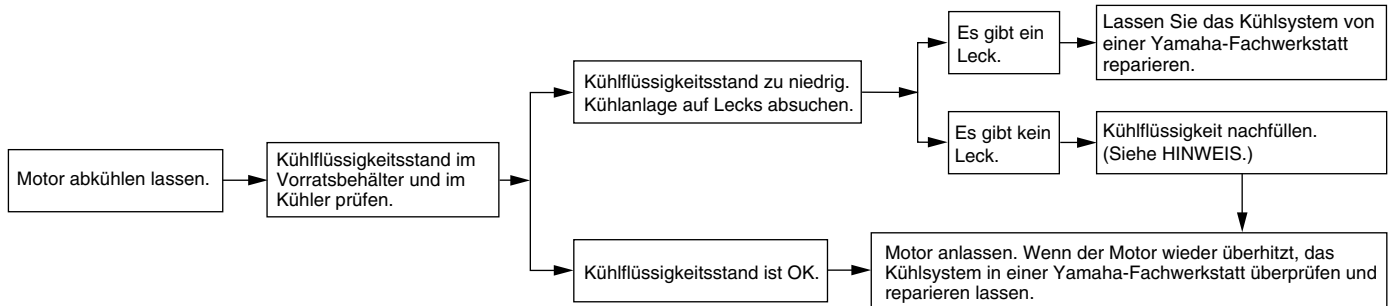 Motor abkühlen lassen.
Kühlflüssigkeitsstand im
Vorratsbehälter und im
Kühler prüfen.
Kühlflüssigkeitsstand zu niedrig.
Kühlanlage auf Lecks absuchen.
Es gibt ein
Leck.
Lassen Sie das Kühlsystem von
einer Yamaha-Fachwerkstatt
reparieren.
Es gibt kein
Leck.
Kühlflüssigkeit nachfüllen.
(Siehe HINWEIS.)
Kühlflüssigkeitsstand ist OK.
Motor anlassen. Wenn der Motor wieder überhitzt, das
Kühlsystem in einer Yamaha-Fachwerkstatt überprüfen und
reparieren lassen.